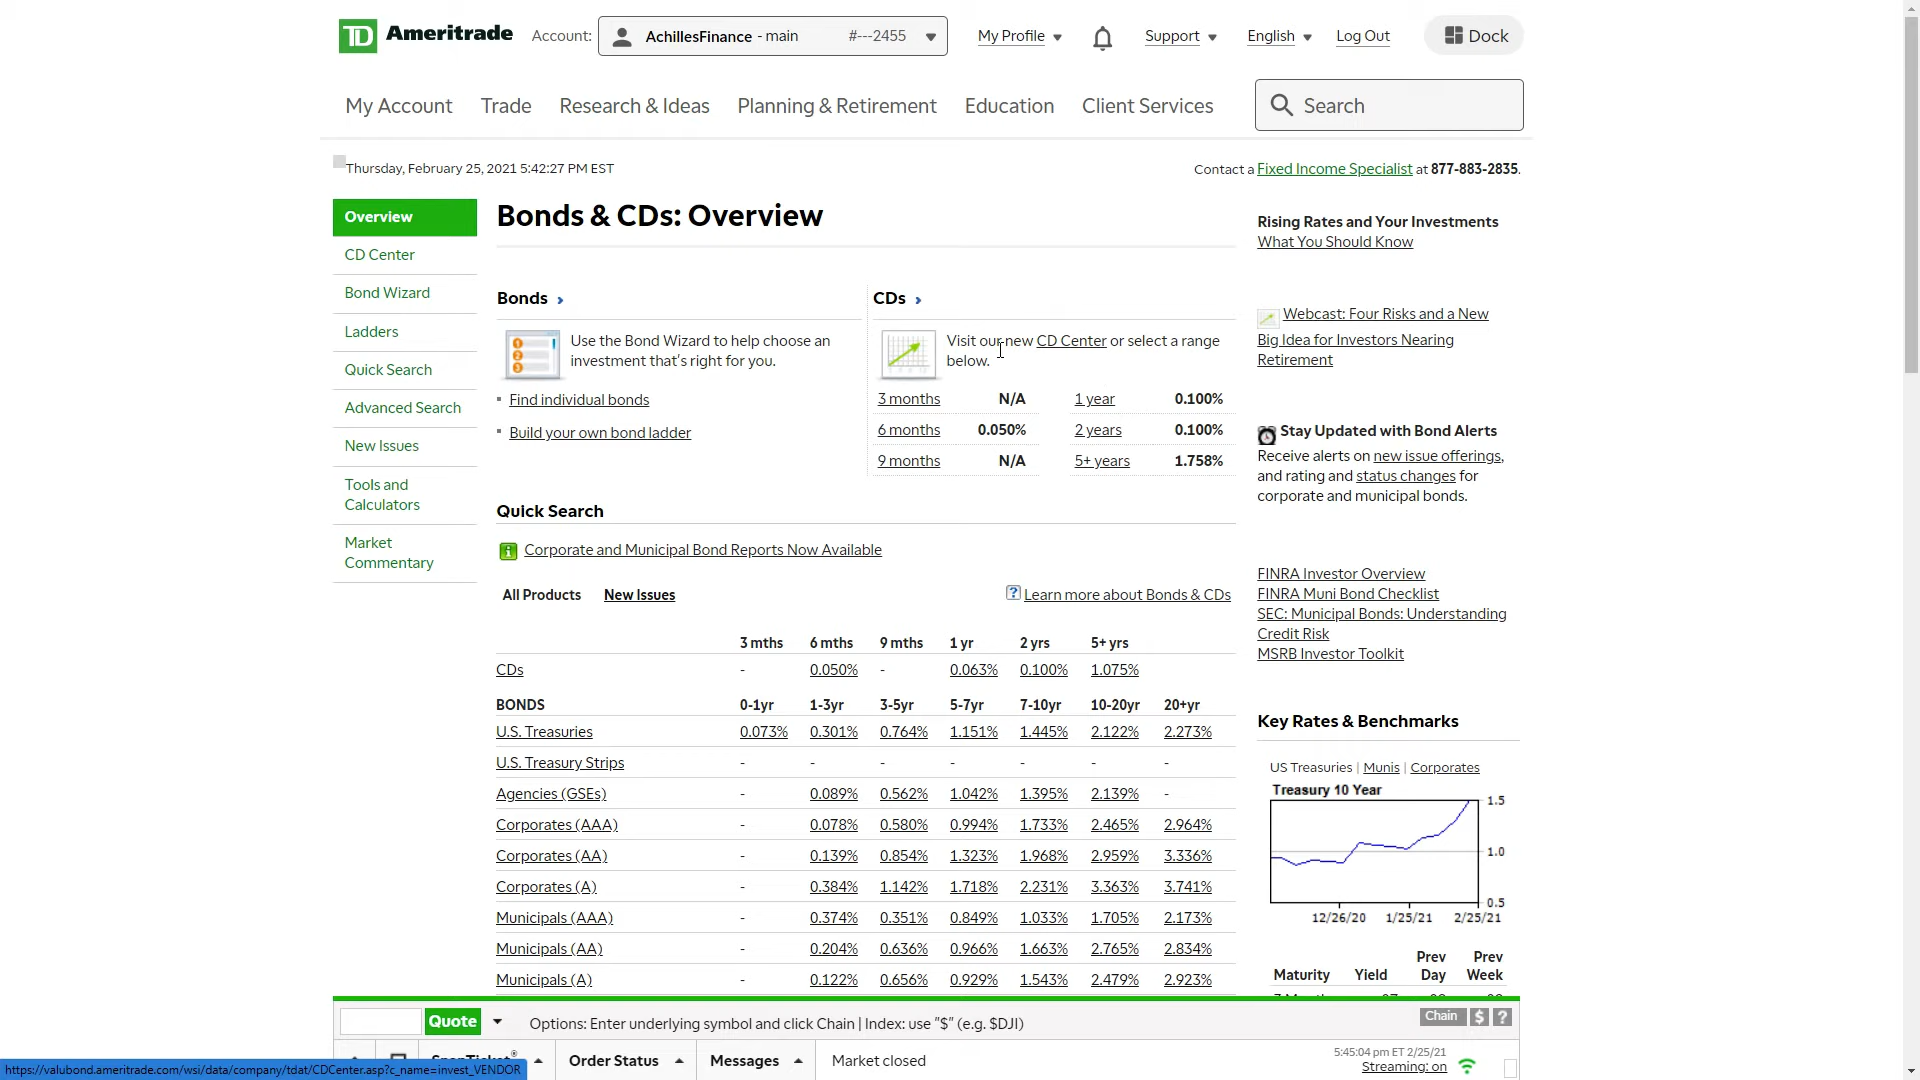 TD Ameritrade Account: AchillesFinance - main #---2455 My Profile Support English Log Out Dock
My Account Trade Research & Ideas Planning & Retirement Education Client Services Search
Thursday, February 25, 2021 5:42:27 PM EST
Contact a Fixed Income Specialist at 877-883-2835.
Overview
CD Center
Bond Wizard
Ladders
Quick Search
Advanced Search
New Issues
Tools and
Calculators
Market
Commentary
Bonds & CDs: Overview
Bonds ›
Use the Bond Wizard to help choose an
investment that's right for you.
Find individual bonds
Build your own bond ladder
CDs ›
Visit our new CD Center or select a range
below.
3 months N/A 1 year 0.100%
6 months 0.050% 2 years 0.100%
9 months N/A 5+ years 1.758%
Quick Search
Corporate and Municipal Bond Reports Now Available
All Products New Issues ? Learn more about Bonds & CDs
3 mths 6 mths 9 mths 1 yr 2 yrs 5+ yrs
CDs - 0.050% - 0.063% 0.100% 1.075%
BONDS 0-1yr 1-3yr 3-5yr 5-7yr 7-10yr 10-20yr 20+yr
U.S. Treasuries 0.073% 0.301% 0.764% 1.151% 1.445% 2.122% 2.273%
U.S. Treasury Strips - - - - - - -
Agencies (GSEs) - 0.089% 0.562% 1.042% 1.395% 2.139% -
Corporates (AAA) - 0.078% 0.580% 0.994% 1.733% 2.465% 2.964%
Corporates (AA) - 0.139% 0.854% 1.323% 1.968% 2.959% 3.336%
Corporates (A) - 0.384% 1.142% 1.718% 2.231% 3.363% 3.741%
Municipals (AAA) - 0.374% 0.351% 0.849% 1.033% 1.705% 2.173%
Municipals (AA) - 0.204% 0.636% 0.966% 1.663% 2.765% 2.834%
Municipals (A) - 0.122% 0.656% 0.929% 1.543% 2.479% 2.923%
Rising Rates and Your Investments
What You Should Know
Webcast: Four Risks and a New
Big Idea for Investors Nearing
Retirement
Stay Updated with Bond Alerts
Receive alerts on new issue offerings,
and rating and status changes for
corporate and municipal bonds.
FINRA Investor Overview
FINRA Muni Bond Checklist
SEC: Municipal Bonds: Understanding
Credit Risk
MSRB Investor Toolkit
Key Rates & Benchmarks
US Treasuries | Munis | Corporates
Treasury 10 Year
1.5
1.0
0.5
12/26/20 1/25/21 2/25/21
Prev Prev
Maturity Yield Day Week
Quote Options: Enter underlying symbol and click Chain | Index: use "$" (e.g. $DJI) Chain $ ?
Order Status Messages Market closed
5:45:04 pm ET 2/25/21
Streaming: on
https://valubond.ameritrade.com/wsi/data/company/tdat/CDCenter.asp?c_name=invest_VENDOR